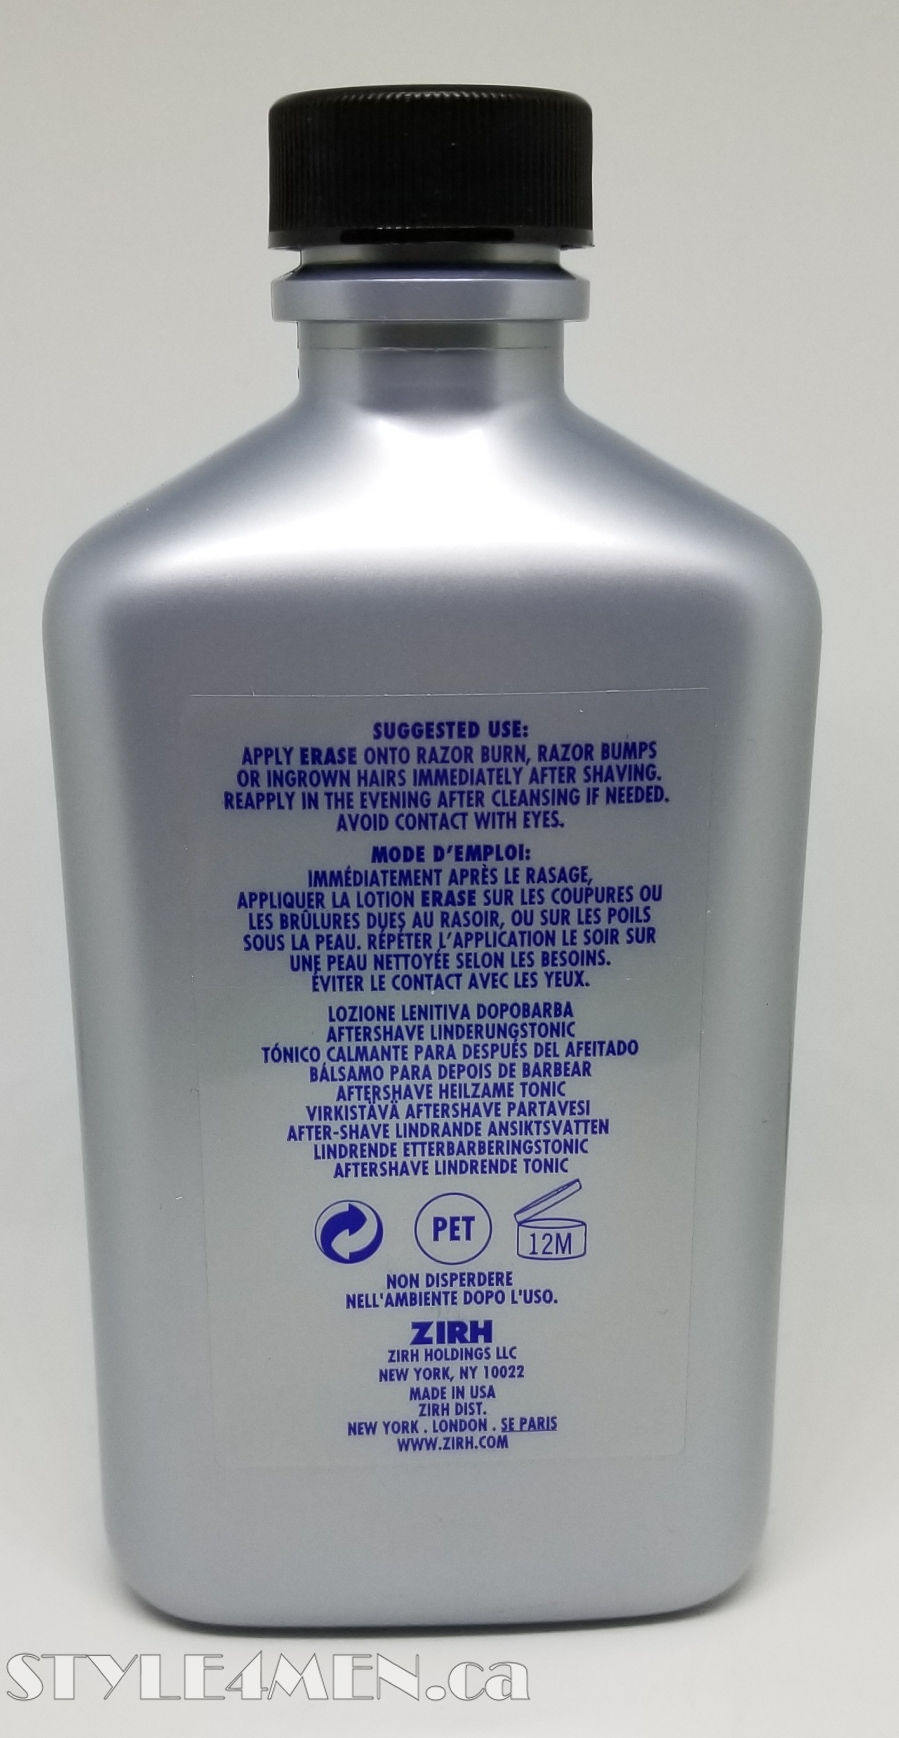 SUGGESTED USE:
APPLY ERASE ONTO RAZOR BURN, RAZOR BUMPS
OR INGROWN HAIRS IMMEDIATELY AFTER SHAVING.
REAPPLY IN THE EVENING AFTER CLEANSING IF NEEDED.
AVOID CONTACT WITH EYES.
MODE D'EMPLOI:
IMMÉDIATEMENT APRÈS LE RASAGE,
APPLIQUER LA LOTION ERASE SUR LES COUPURES OU
LES BRÛLURES DUES AU RASOIR, OU SUR LES POILS
SOUS LA PEAU. RÉPÉTER L'APPLICATION LE SOIR SUR
UNE PEAU NETTOYÉE SELON LES BESOINS.
ÉVITER LE CONTACT AVEC LES YEUX.
LOZIONE LENITIVA DOPOBARBA
AFTERSHAVE LINDERUNGSTONIC
TÓNICO CALMANTE PARA DESPUÉS DEL AFEITADO
BÁLSAMO PARA DEPOIS DE BARBEAR
AFTERSHAVE HEILZAME TONIC
VIRKISTÄVÄ AFTERSHAVE PARTAVESI
AFTER-SHAVE LINDRANDE ANSIKTSVATTEN
LINDRENDE ETTERBARBERINGSTONIC
AFTERSHAVE LINDRENDE TONIC
PET 12M
NON DISPERDERE
NELL'AMBIENTE DOPO L'USO.
ZIRH
ZIRH HOLDINGS LLC
NEW YORK, NY 10022
MADE IN USA
ZIRH DIST.
NEW YORK . LONDON . SE PARIS
WWW.ZIRH.COM
STYLE4MEN.ca